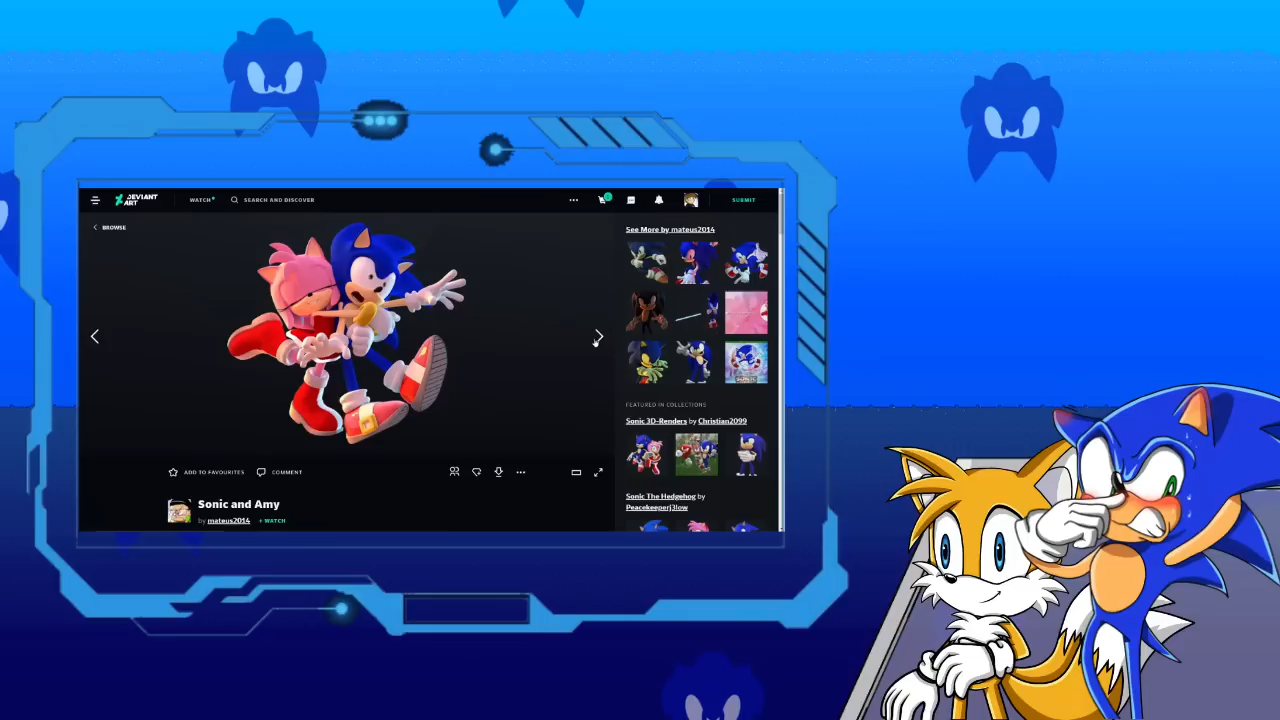 DEVIANT ART
WATCH
SEARCH AND DISCOVER
SUBMIT
BROWSE
See More by mateus2014
FEATURED IN COLLECTIONS
Sonic 3D-Renders by Christian2099
Sonic The Hedgehog by
Peacekeeperj3low
ADD TO FAVOURITES
COMMENT
Sonic and Amy
by mateus2014 + WATCH